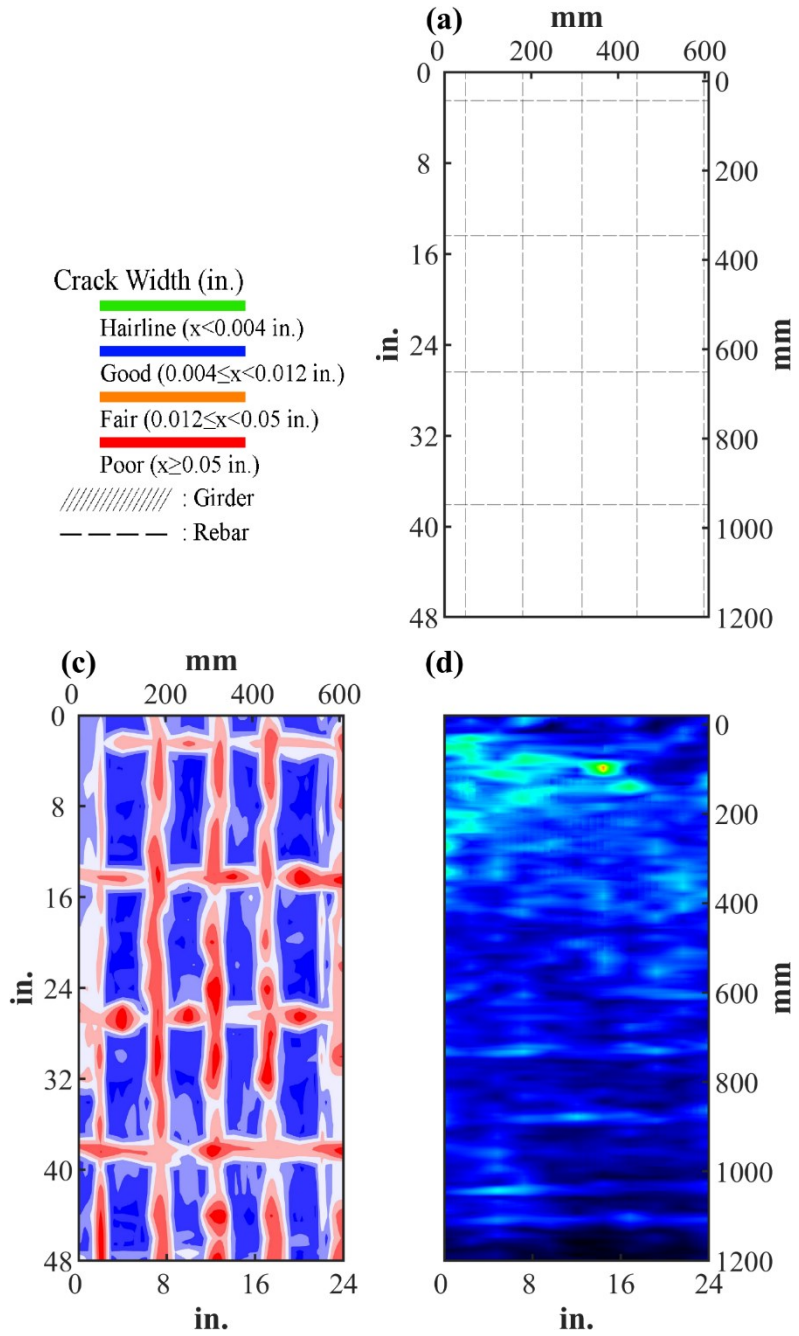 (a)
mm
0 200 400 600
0
8
16
24
32
40
48
in.
0
200
400
600
800
1000
1200
mm
Crack Width (in.)
Hairline (x<0.004 in.)
Good (0.004≤x<0.012 in.)
Fair (0.012≤x<0.05 in.)
Poor (x≥0.05 in.)
: Girder
: Rebar
(c)
mm
0 200 400 600
0
8
16
24
32
40
48
in.
0 8 16 24
in.
(d)
0
200
400
600
800
1000
1200
mm
0 8 16 24
in.